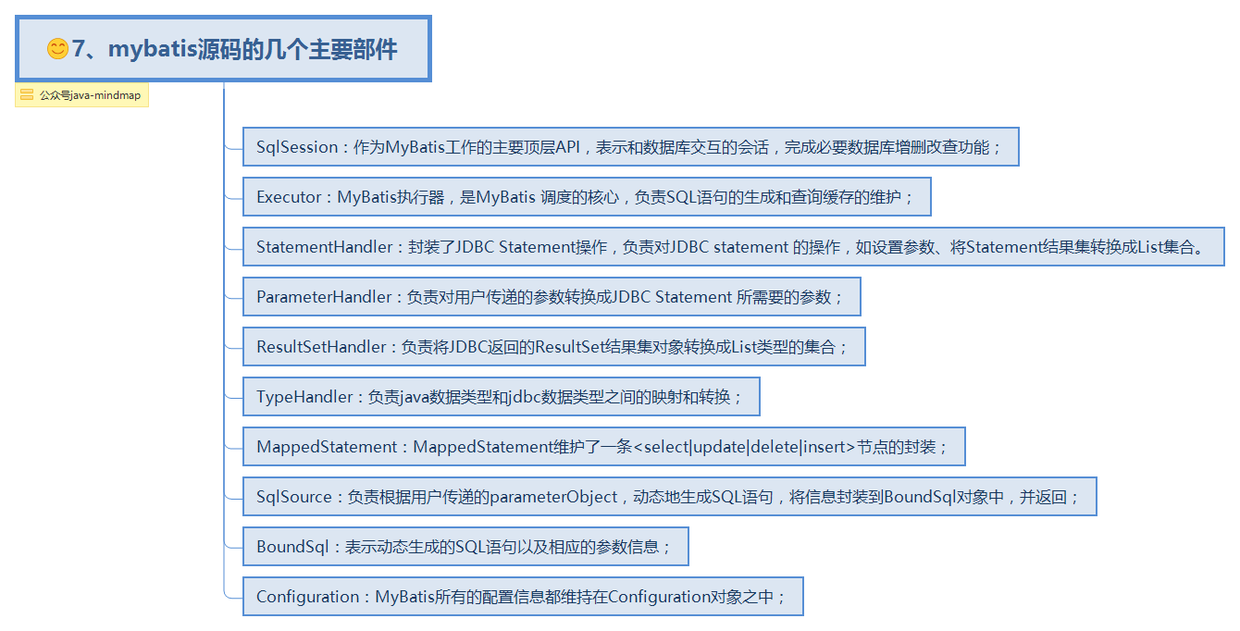 😊7、mybatis源码的几个主要部件
公众号java-mindmap
SqlSession：作为MyBatis工作的主要顶层API，表示和数据库交互的会话，完成必要数据库增删改查功能；
Executor：MyBatis执行器，是MyBatis 调度的核心，负责SQL语句的生成和查询缓存的维护；
StatementHandler：封装了JDBC Statement操作，负责对JDBC statement 的操作，如设置参数、将Statement结果集转换成List集合。
ParameterHandler：负责对用户传递的参数转换成JDBC Statement 所需要的参数；
ResultSetHandler：负责将JDBC返回的ResultSet结果集对象转换成List类型的集合；
TypeHandler：负责java数据类型和jdbc数据类型之间的映射和转换；
MappedStatement：MappedStatement维护了一条<select|update|delete|insert>节点的封装；
SqlSource：负责根据用户传递的parameterObject，动态地生成SQL语句，将信息封装到BoundSql对象中，并返回；
BoundSql：表示动态生成的SQL语句以及相应的参数信息；
Configuration：MyBatis所有的配置信息都维持在Configuration对象之中；